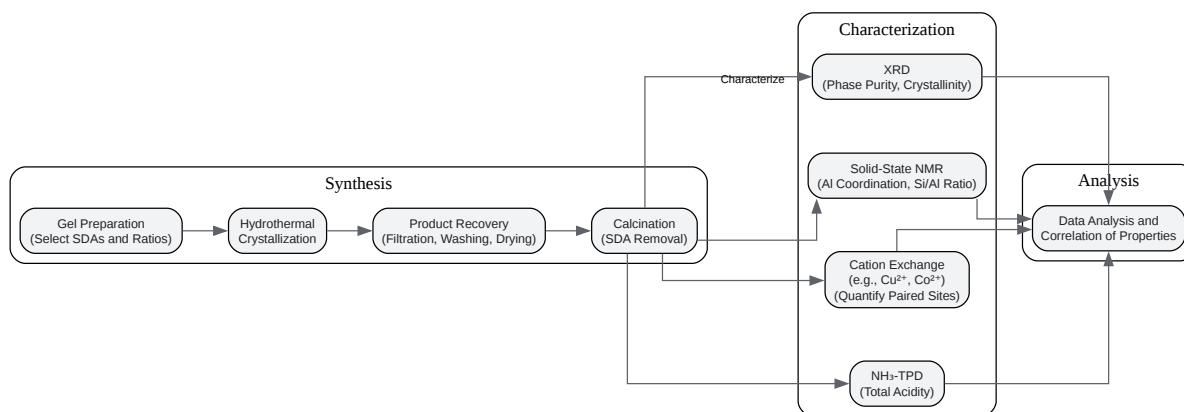 Characterization
XRD
(Phase Purity, Crystallinity)
Characterize
Synthesis
Gel Preparation
(Select SDAs and Ratios)
Hydrothermal
Crystallization
Product Recovery
(Filtration, Washing, Drying)
Calcination
(SDA Removal)
Solid-State NMR
(Al Coordination, Si/Al Ratio)
Cation Exchange
(e.g., Cu²⁺, Co²⁺)
(Quantify Paired Sites)
NH₃-TPD
(Total Acidity)
Analysis
Data Analysis and
Correlation of Properties